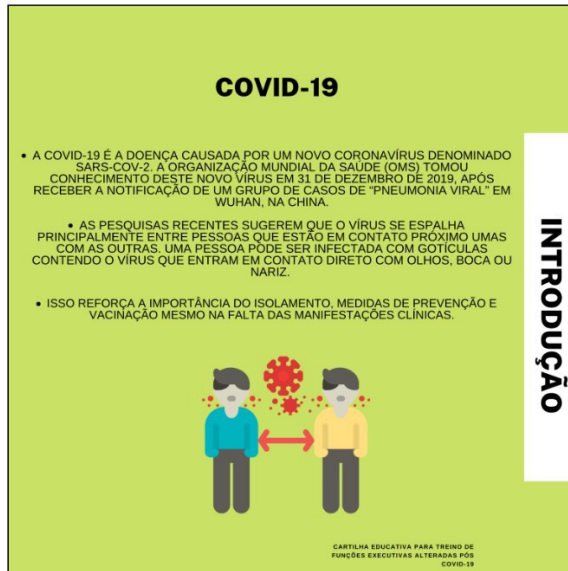 COVID-19
• A COVID-19 É A DOENÇA CAUSADA POR UM NOVO CORONAVÍRUS DENOMINADO
SARS-COV-2. A ORGANIZAÇÃO MUNDIAL DA SAÚDE (OMS) TOMOU
CONHECIMENTO DESTE NOVO VÍRUS EM 31 DE DEZEMBRO DE 2019, APÓS
RECEBER A NOTIFICAÇÃO DE UM GRUPO DE CASOS DE "PNEUMONIA VIRAL" EM
WUHAN, NA CHINA.
• AS PESQUISAS RECENTES SUGEREM QUE O VÍRUS SE ESPALHA
PRINCIPALMENTE ENTRE PESSOAS QUE ESTÃO EM CONTATO PRÓXIMO UMAS
COM AS OUTRAS. UMA PESSOA PODE SER INFECTADA COM GOTÍCULAS
CONTENDO O VÍRUS QUE ENTRAM EM CONTATO DIRETO COM OLHOS, BOCA OU
NARIZ.
• ISSO REFORÇA A IMPORTÂNCIA DO ISOLAMENTO, MEDIDAS DE PREVENÇÃO E
VACINAÇÃO MESMO NA FALTA DAS MANIFESTAÇÕES CLÍNICAS.
INTRODUÇÃO
CARTILHA EDUCATIVA PARA TREINO DE
FUNÇÕES EXECUTIVAS ALTERADAS PÓS
COVID-19